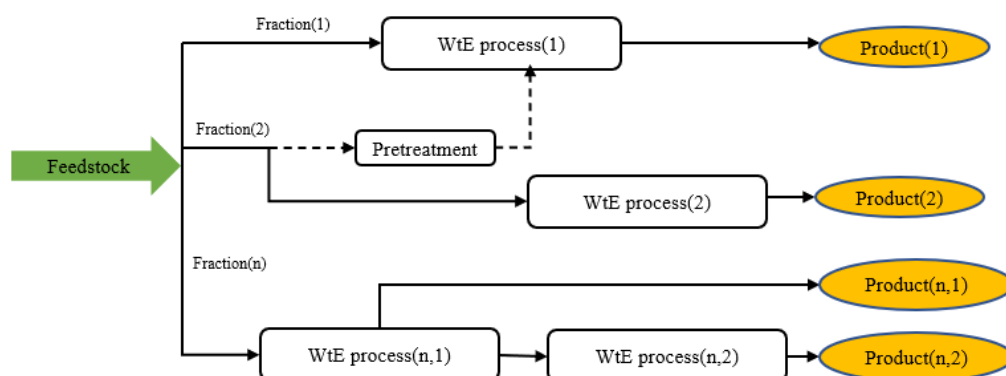 Fraction(1)
WtE process(1)
Product(1)
Fraction(2)
Pretreatment
Feedstock
WtE process(2)
Product(2)
Fraction(n)
Product(n,1)
WtE process(n,1)
WtE process(n,2)
Product(n,2)